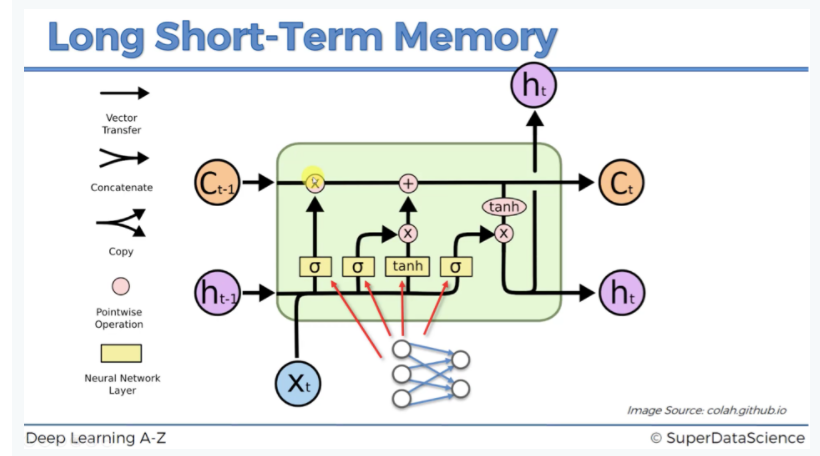 Long Short-Term Memory
Vector
Transfer
Concatenate
Copy
Pointwise
Operation
Neural Network
Layer
ht
Ct-1
x
+
Ct
tanh
x
x
σ
σ
tanh
σ
ht-1
ht
Xt
Image Source: colah.github.io
Deep Learning A-Z
© SuperDataScience